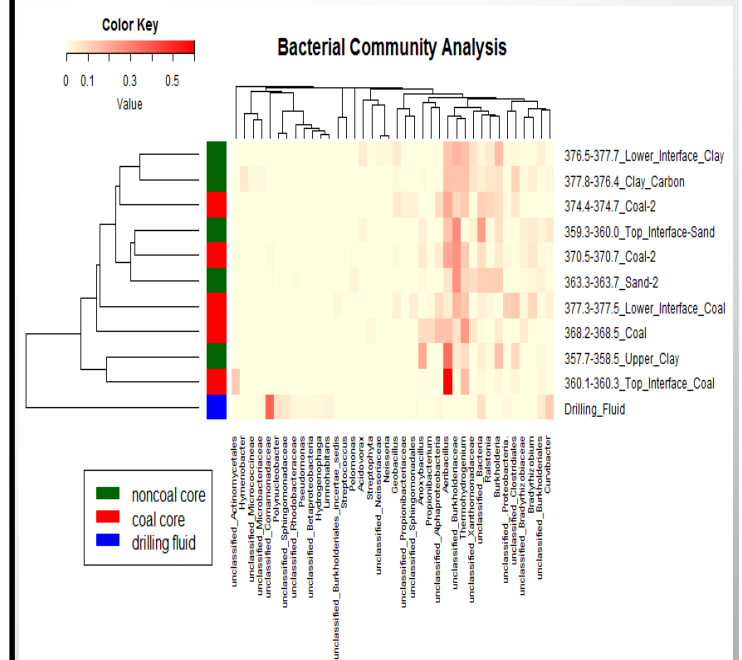 Color Key
0 0.1 0.3 0.5
Value
Bacterial Community Analysis
376.5-377.7_Lower_Interface_Clay
377.8-376.4_Clay_Carbon
374.4-374.7_Coal-2
359.3-360.0_Top_Interface-Sand
370.5-370.7_Coal-2
363.3-363.7_Sand-2
377.3-377.5_Lower_Interface_Coal
368.2-368.5_Coal
357.7-358.5_Upper_Clay
360.1-360.3_Top_Interface_Coal
Drilling_Fluid
unclassified_Actinomycetales
Hymenobacter
unclassified_Micrococcineae
unclassified_Microbacteriaceae
unclassified_Comamonadaceae
Polynucleobacter
unclassified_Sphingomonadaceae
unclassified_Rhodobacteraceae
Pseudomonas
unclassified_Betaproteobacteria
Hydrogenophaga
Limnohabitans
unclassified_Burkholderiales_incertae_sedis
Streptococcus
Pelomonas
Acidovorax
Streptophyta
unclassified_Neisseriaceae
Neisseria
Geobacillus
unclassified_Propionibacteriaceae
unclassified_Sphingomonadales
Anoxybacillus
Propionibacterium
unclassified_Alphaproteobacteria
Aeribacillus
unclassified_Burkholderiaceae
Thermohydrogenium
unclassified_Xanthomonadaceae
unclassified_Bacteria
Ralstonia
Burkholderia
unclassified_Proteobacteria.
unclassified_Clostridiales
unclassified_Bradyrhizobiaceae
Bradyrhizobium
unclassified_Burkholderiales
Curvibacter
noncoal core
coal core
drilling fluid